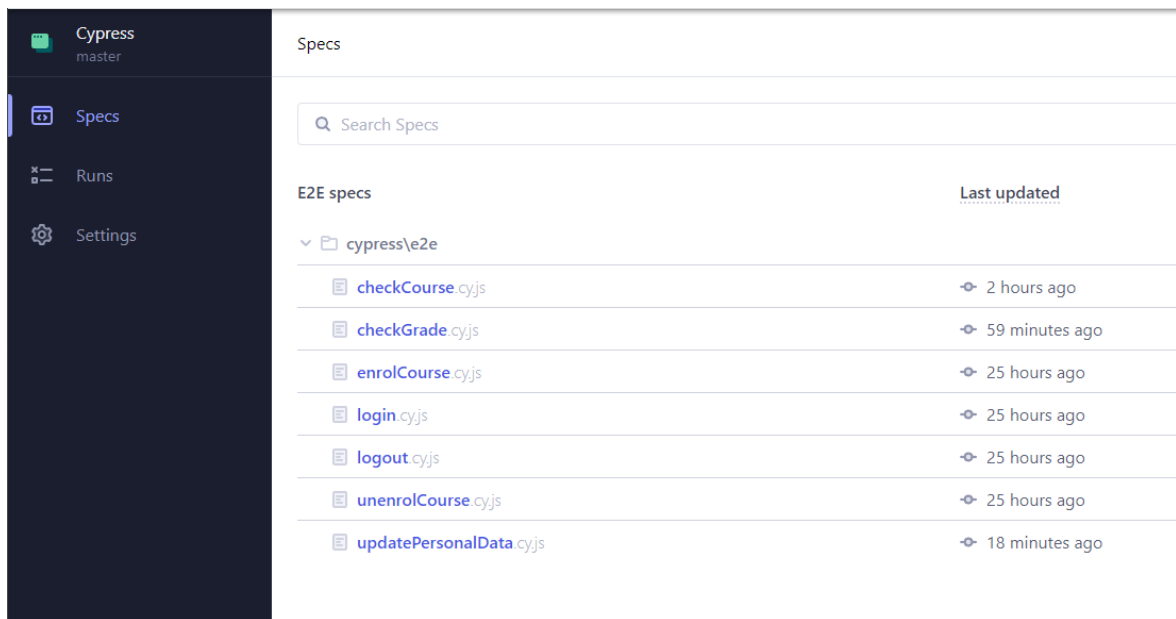 Cypress
master
Specs
Runs
Settings
Specs
Search Specs
E2E specs Last updated
cypress\e2e
checkCourse.cy.js 2 hours ago
checkGrade.cy.js 59 minutes ago
enrolCourse.cy.js 25 hours ago
login.cy.js 25 hours ago
logout.cy.js 25 hours ago
unenrolCourse.cy.js 25 hours ago
updatePersonalData.cy.js 18 minutes ago